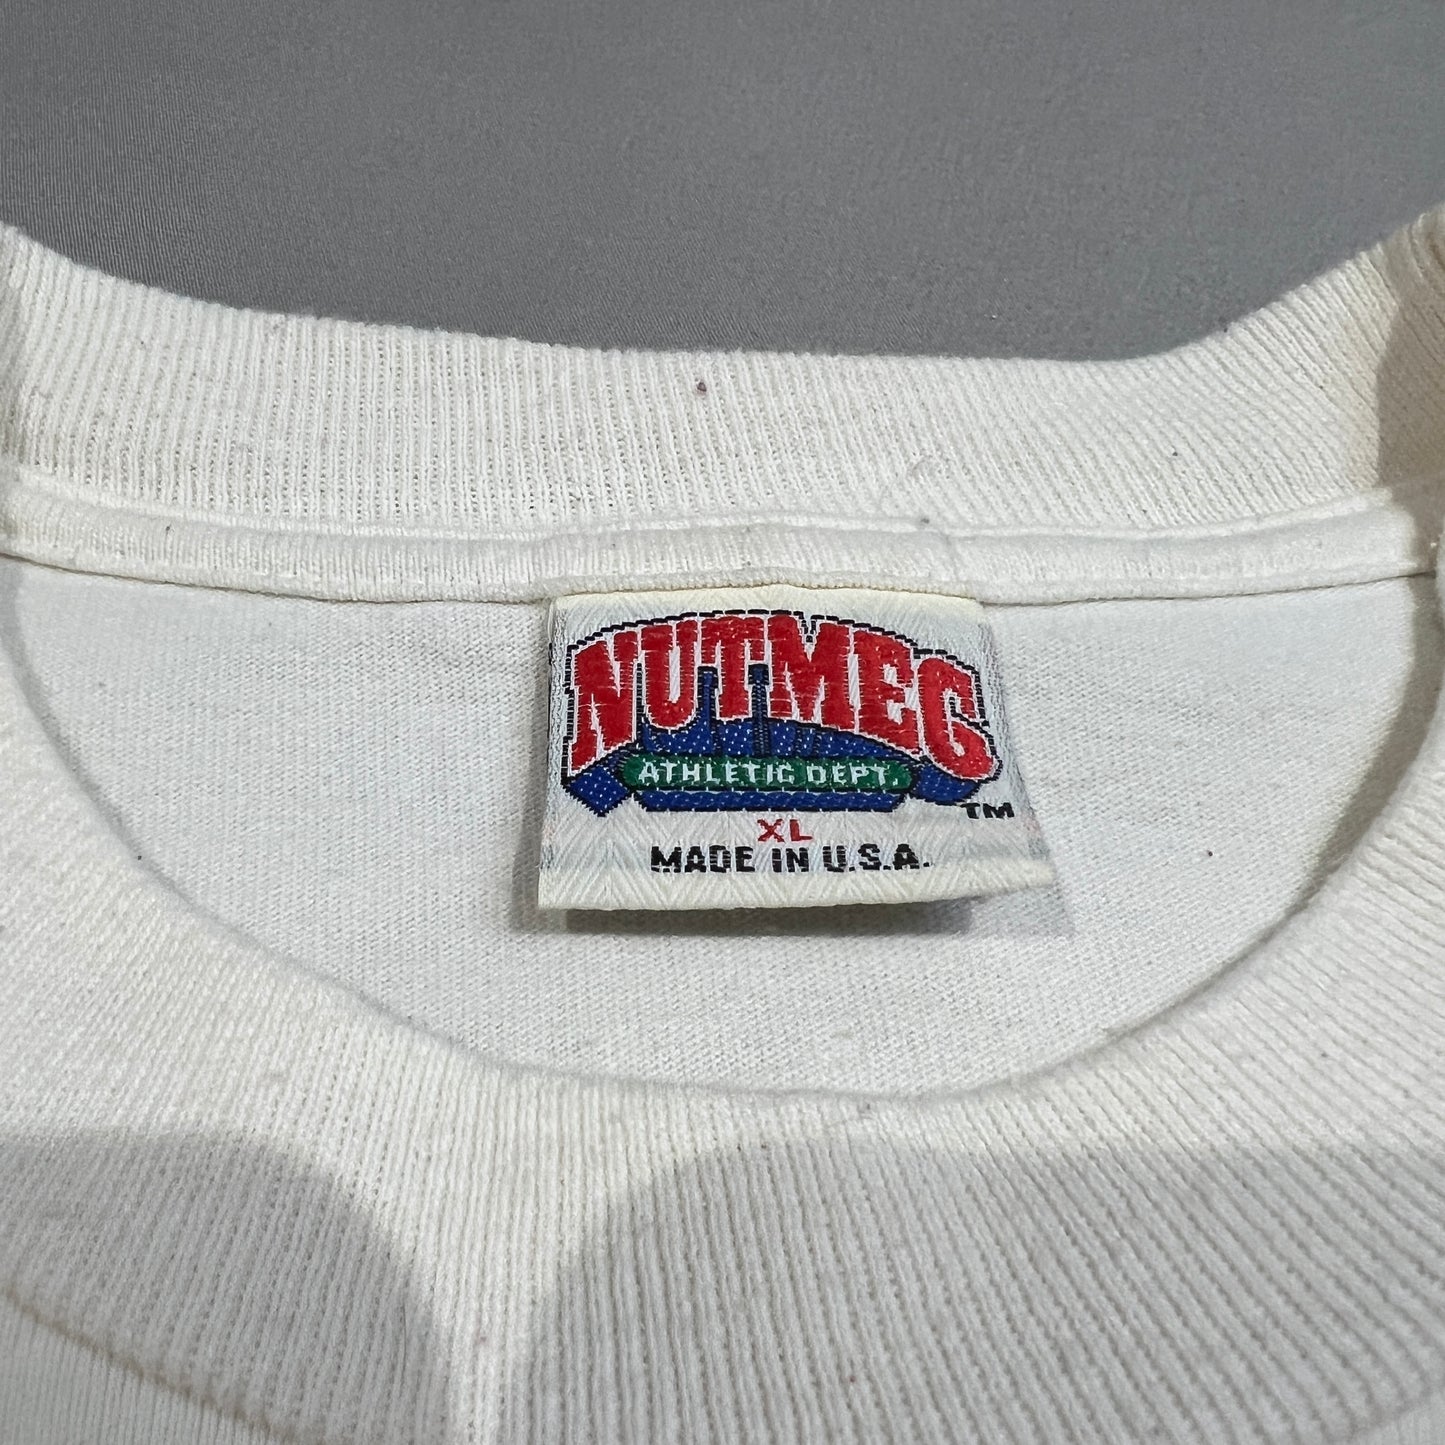 NUTMEG
ATHLETIC DEPT.
TM
XL
MADE IN U.S.A.